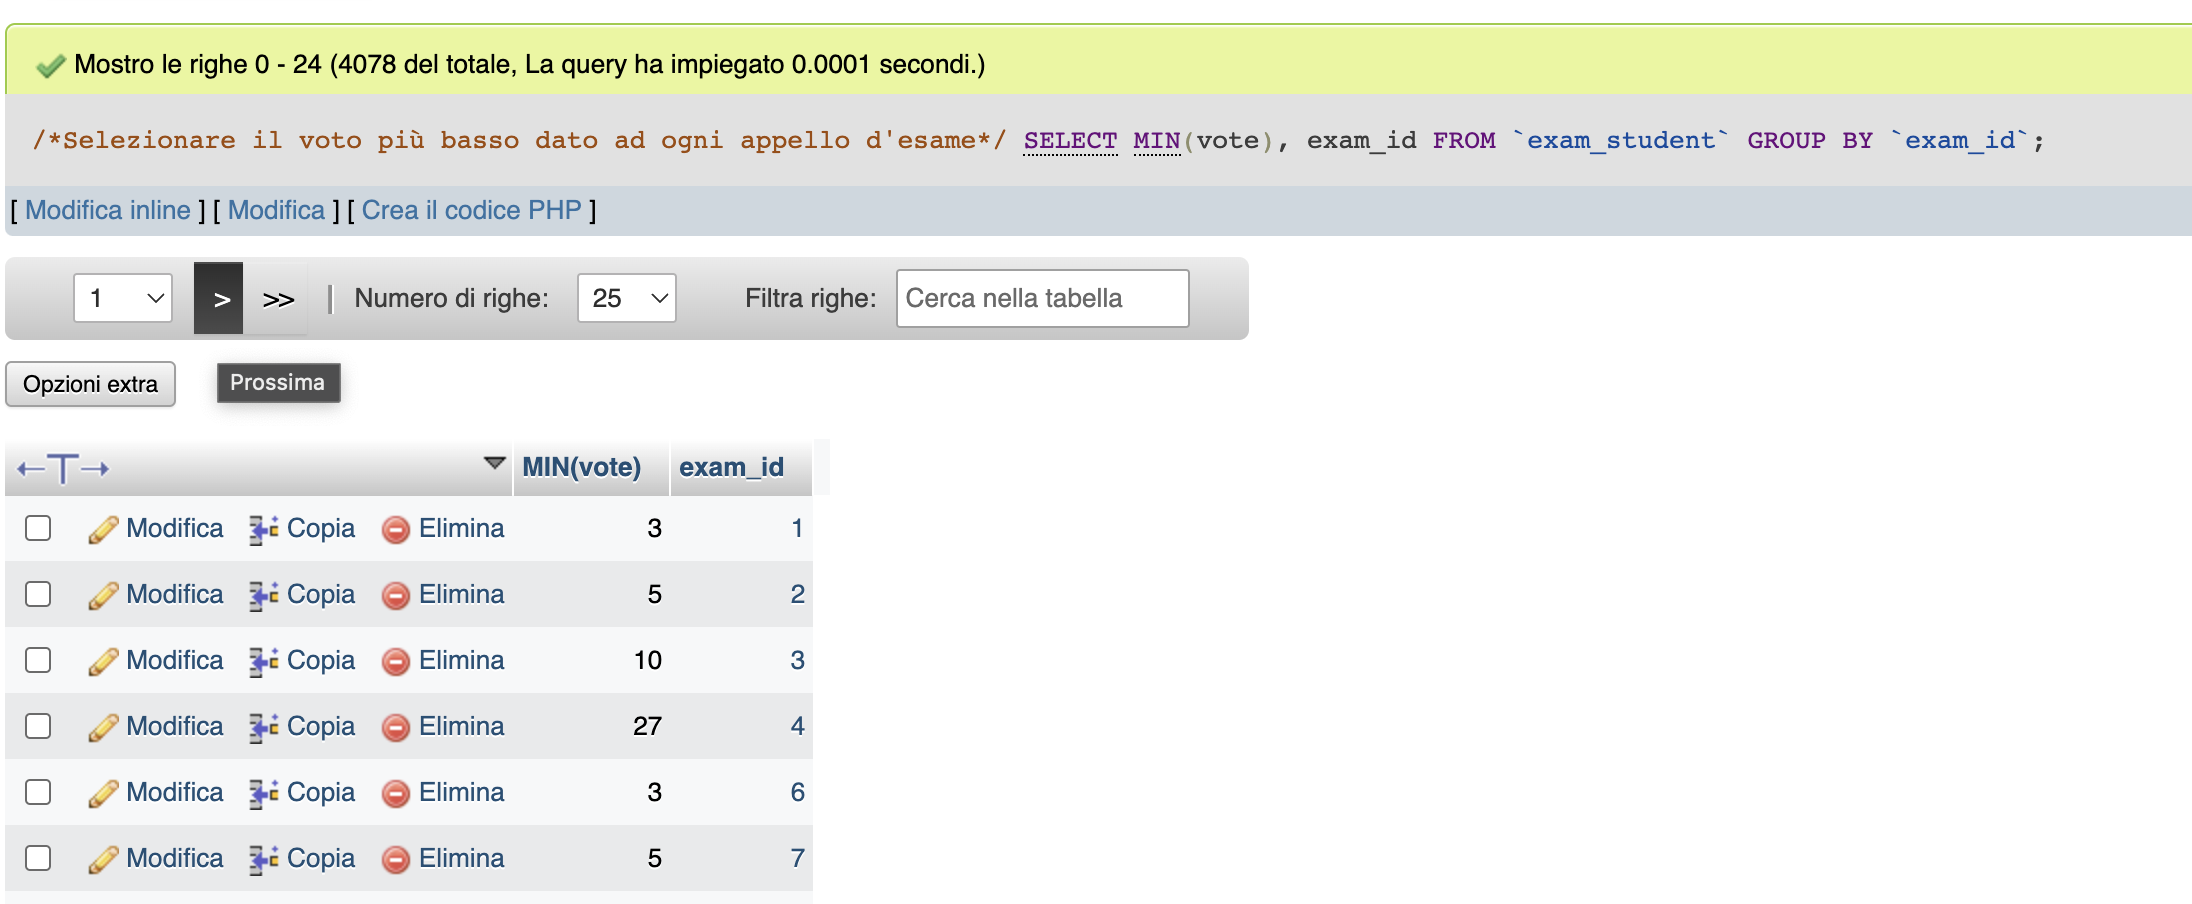 Mostro le righe 0 - 24 (4078 del totale, La query ha impiegato 0.0001 secondi.)
/*Selezionare il voto più basso dato ad ogni appello d'esame*/ SELECT MIN(vote), exam_id FROM `exam_student` GROUP BY `exam_id`;
[ Modifica inline ] [ Modifica ] [ Crea il codice PHP ]
1 > >> | Numero di righe: 25 Filtra righe: Cerca nella tabella
Opzioni extra Prossima
←T→ MIN(vote) exam_id
Modifica Copia Elimina 3 1
Modifica Copia Elimina 5 2
Modifica Copia Elimina 10 3
Modifica Copia Elimina 27 4
Modifica Copia Elimina 3 6
Modifica Copia Elimina 5 7